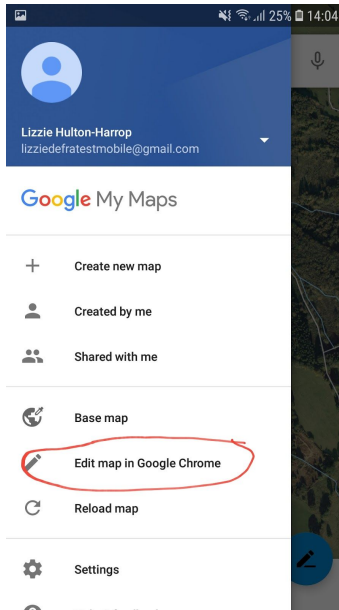 25% 14:04
Lizzie Hulton-Harrop
lizziedefratestmobile@gmail.com
Google My Maps
Create new map
Created by me
Shared with me
Base map
Edit map in Google Chrome
Reload map
Settings